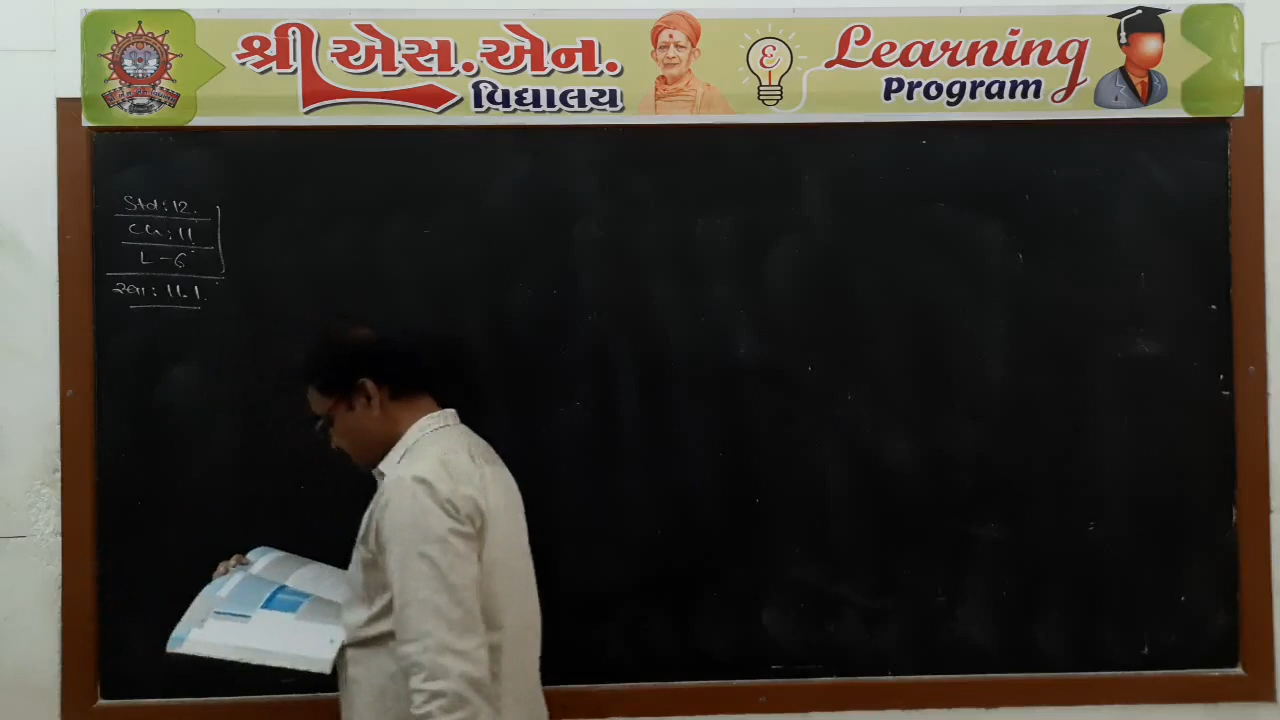 શ્રી એસ.એન.
વિદ્યાલય
Learning
Program
Std: 12.
Ch: 11
L-6
સ્વા: 11.1